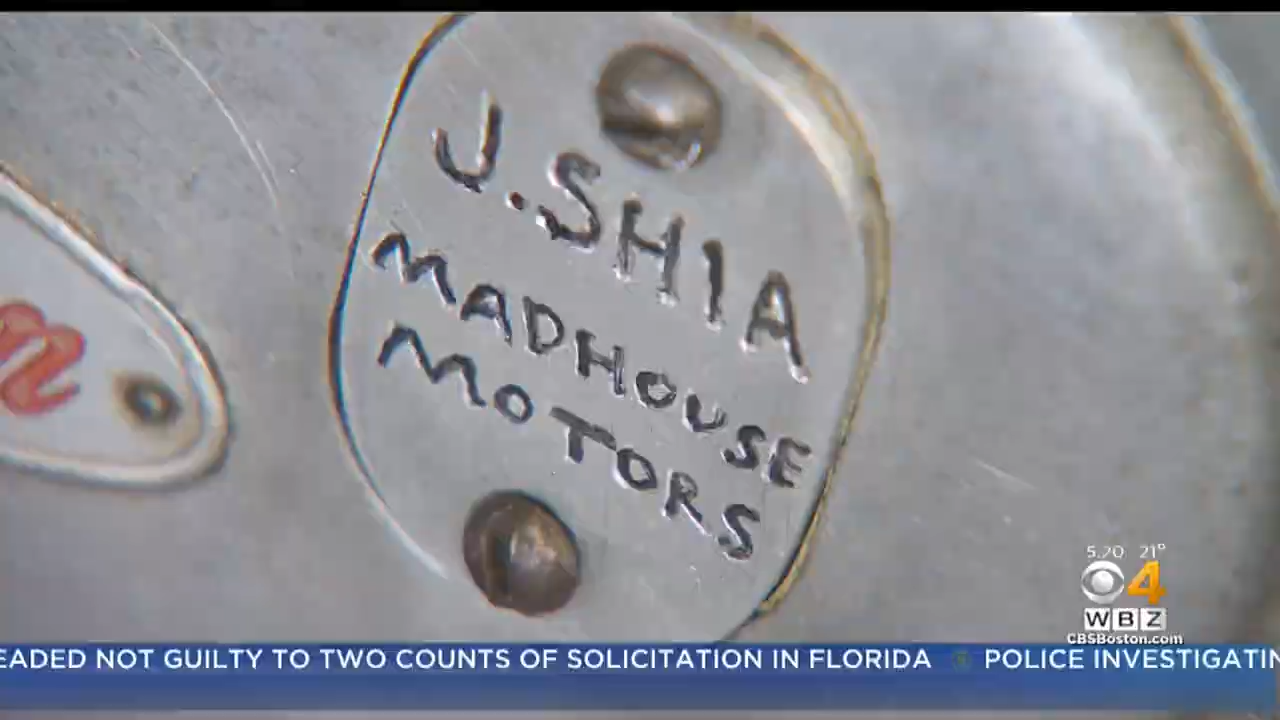 J.SHIA
MADHOUSE
MOTORS
5:20 21°
4
WBZ
CBSBoston.com
EADED NOT GUILTY TO TWO COUNTS OF SOLICITATION IN FLORIDA POLICE INVESTIGATIN